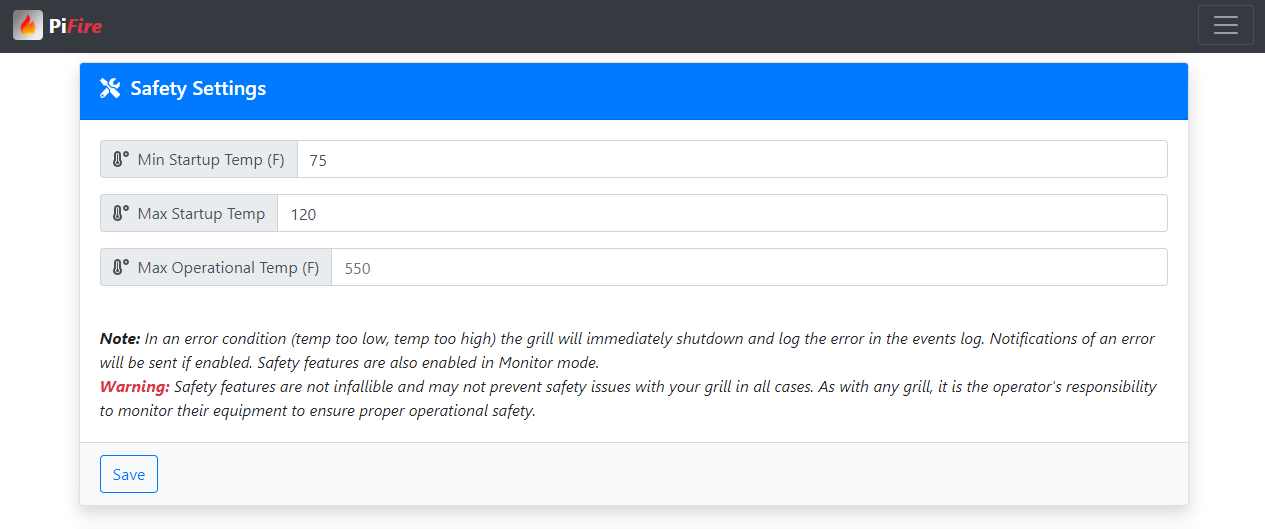 PiFire
Safety Settings
Min Startup Temp (F) 75
Max Startup Temp 120
Max Operational Temp (F) 550
Note: In an error condition (temp too low, temp too high) the grill will immediately shutdown and log the error in the events log. Notifications of an error
will be sent if enabled. Safety features are also enabled in Monitor mode.
Warning: Safety features are not infallible and may not prevent safety issues with your grill in all cases. As with any grill, it is the operator's responsibility
to monitor their equipment to ensure proper operational safety.
Save